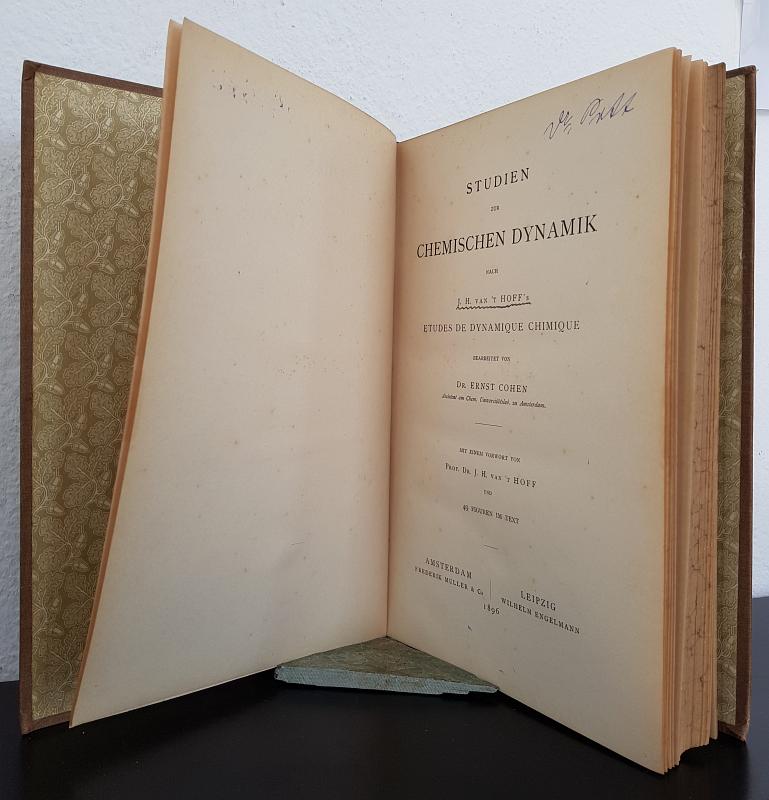 STUDIEN
ZUR
CHEMISCHEN DYNAMIK
NACH
J. H. VAN 'T HOFF's
ETUDES DE DYNAMIQUE CHIMIQUE
BEARBEITET VON
DR. ERNST COHEN
Assistent am Chem. Universitätslab. zu Amsterdam.
MIT EINEM VORWORT VON
PROF. DR. J. H. VAN 'T HOFF
UND
49 FIGUREN IM TEXT
AMSTERDAM
FREDERIK MULLER & Co
LEIPZIG
WILHELM ENGELMANN
1896